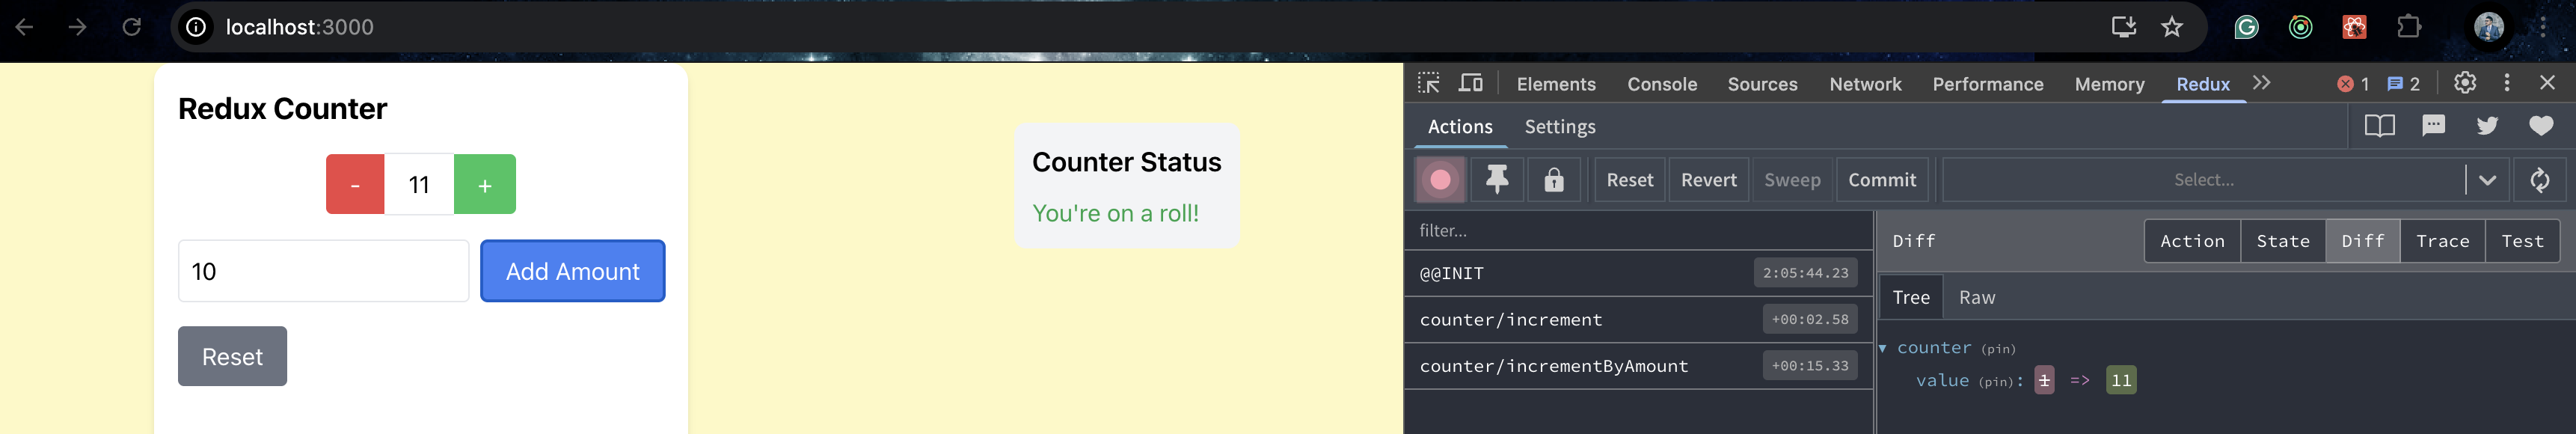 localhost:3000
Redux Counter
- 11 +
10 Add Amount
Reset
Counter Status
You're on a roll!
Elements Console Sources Network Performance Memory Redux 1 2
Actions Settings
Reset Revert Sweep Commit Select...
filter...
@@INIT 2:05:44.23
counter/increment +00:02.58
counter/incrementByAmount +00:15.33
Diff Action State Diff Trace Test
Tree Raw
counter (pin)
value (pin): 1 => 11